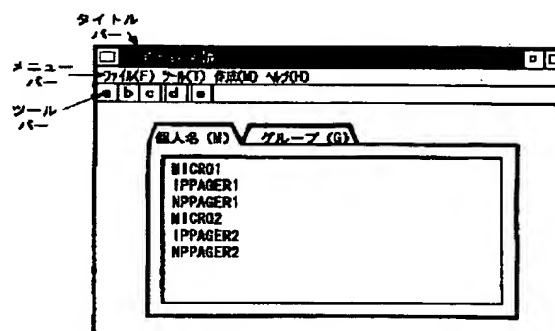 タイトル
バー
メニュー
バー
ファイル(F) ツール(T) 作成(M) ヘルプ(H)
ツール
バー
a b c d e
個人名 (M) グループ (G)
MICRO1
IPPAGER1
NPPAGER1
MICRO2
IPPAGER2
NPPAGER2